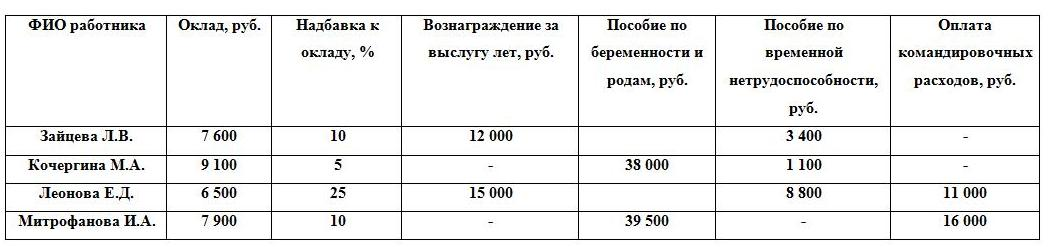 ФИО работника Оклад, руб. Надбавка к Вознаграждение за Пособие по Пособие по Оплата
окладу, % выслугу лет, руб. беременности и временной командировочных
родам, руб. нетрудоспособности, расходов, руб.
руб.
Зайцева Л.В. 7 600 10 12 000 3 400 -
Кочергина М.А. 9 100 5 - 38 000 1 100 -
Леонова Е.Д. 6 500 25 15 000 8 800 11 000
Митрофанова И.А. 7 900 10 - 39 500 - 16 000